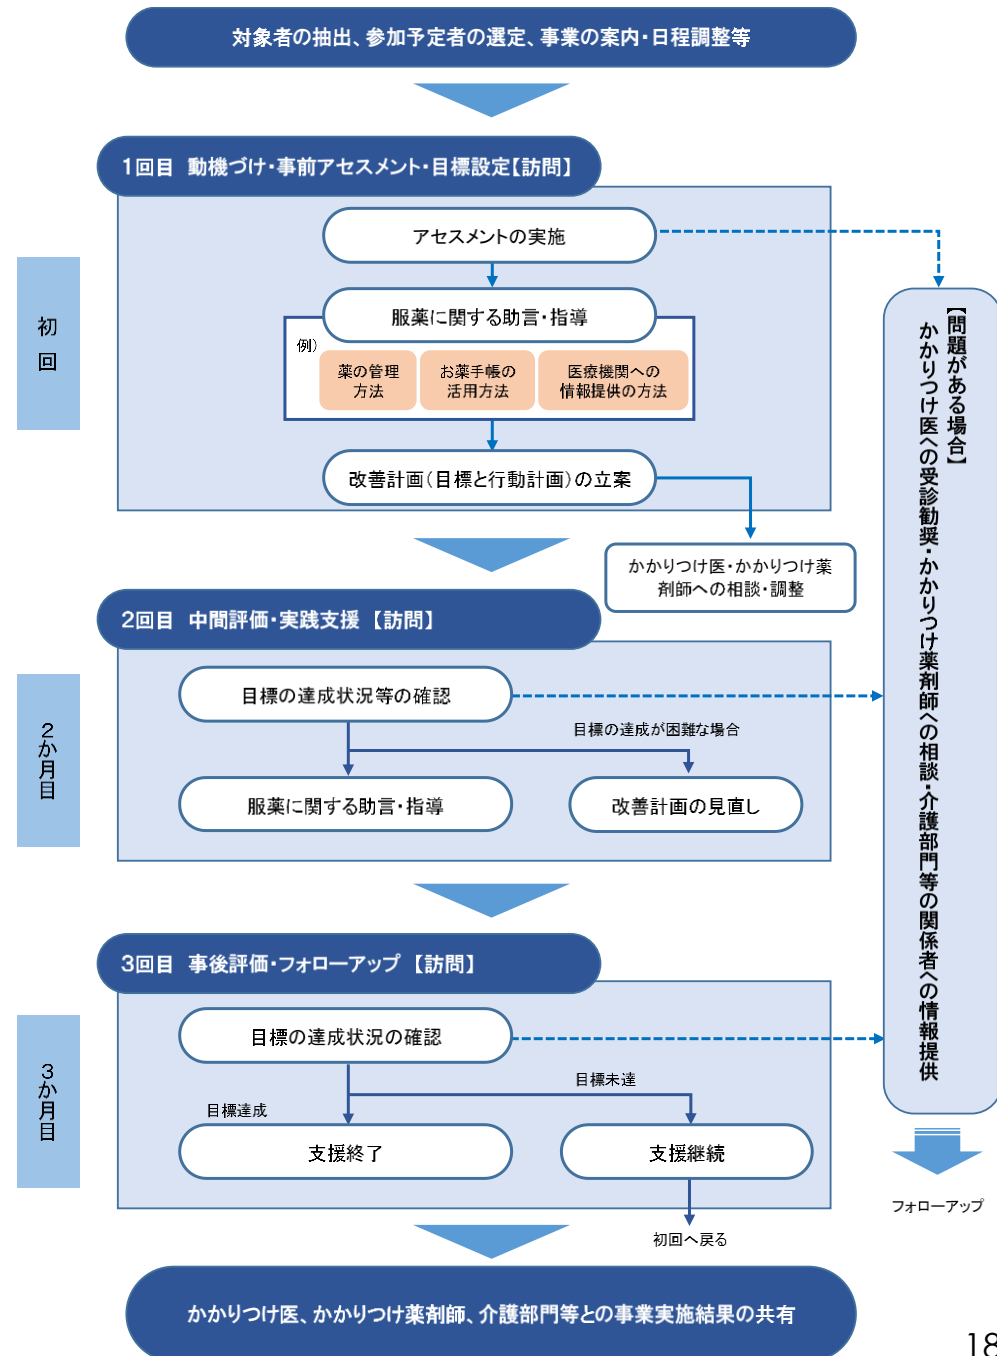 対象者の抽出、参加予定者の選定、事業の案内・日程調整等
1回目　動機づけ・事前アセスメント・目標設定【訪問】
初回
アセスメントの実施
服薬に関する助言・指導
例）
薬の管理
方法
お薬手帳の
活用方法
医療機関への
情報提供の方法
改善計画（目標と行動計画）の立案
かかりつけ医・かかりつけ薬
剤師への相談・調整
【問題がある場合】
かかりつけ医への受診勧奨・かかりつけ薬剤師への相談・介護部門等の関係者への情報提供
2回目　中間評価・実践支援　【訪問】
2か月目
目標の達成状況等の確認
目標の達成が困難な場合
服薬に関する助言・指導
改善計画の見直し
3回目　事後評価・フォローアップ　【訪問】
3か月目
目標の達成状況の確認
目標未達
目標達成
支援終了
支援継続
初回へ戻る
フォローアップ
かかりつけ医、かかりつけ薬剤師、介護部門等との事業実施結果の共有
18